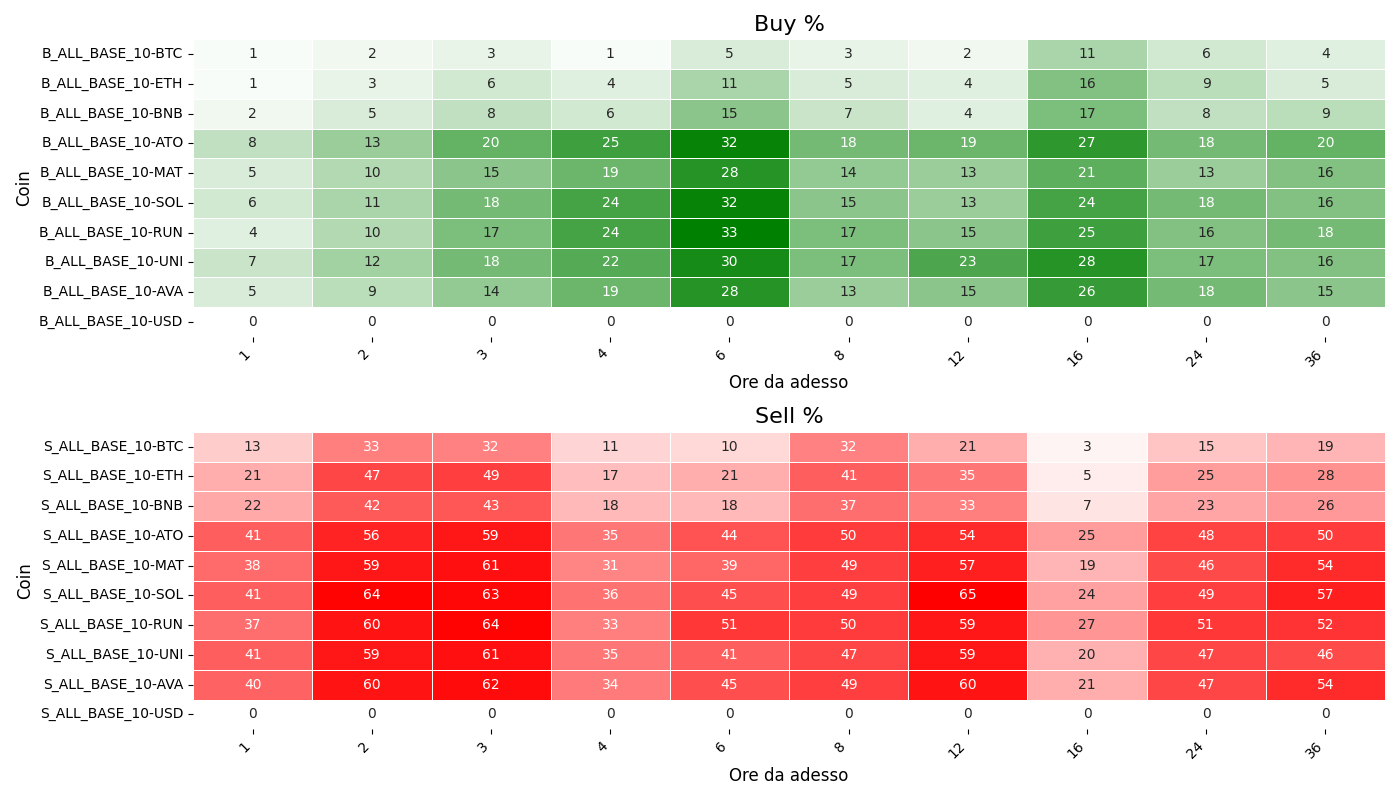 Buy %
Coin
B_ALL_BASE_10-BTC 1 2 3 1 5 3 2 11 6 4
B_ALL_BASE_10-ETH 1 3 6 4 11 5 4 16 9 5
B_ALL_BASE_10-BNB 2 5 8 6 15 7 4 17 8 9
B_ALL_BASE_10-ATO 8 13 20 25 32 18 19 27 18 20
B_ALL_BASE_10-MAT 5 10 15 19 28 14 13 21 13 16
B_ALL_BASE_10-SOL 6 11 18 24 32 15 13 24 18 16
B_ALL_BASE_10-RUN 4 10 17 24 33 17 15 25 16 18
B_ALL_BASE_10-UNI 7 12 18 22 30 17 23 28 17 16
B_ALL_BASE_10-AVA 5 9 14 19 28 13 15 26 18 15
B_ALL_BASE_10-USD 0 0 0 0 0 0 0 0 0 0
1 2 3 4 6 8 12 16 24 36
Ore da adesso
Sell %
Coin
S_ALL_BASE_10-BTC 13 33 32 11 10 32 21 3 15 19
S_ALL_BASE_10-ETH 21 47 49 17 21 41 35 5 25 28
S_ALL_BASE_10-BNB 22 42 43 18 18 37 33 7 23 26
S_ALL_BASE_10-ATO 41 56 59 35 44 50 54 25 48 50
S_ALL_BASE_10-MAT 38 59 61 31 39 49 57 19 46 54
S_ALL_BASE_10-SOL 41 64 63 36 45 49 65 24 49 57
S_ALL_BASE_10-RUN 37 60 64 33 51 50 59 27 51 52
S_ALL_BASE_10-UNI 41 59 61 35 41 47 59 20 47 46
S_ALL_BASE_10-AVA 40 60 62 34 45 49 60 21 47 54
S_ALL_BASE_10-USD 0 0 0 0 0 0 0 0 0 0
1 2 3 4 6 8 12 16 24 36
Ore da adesso